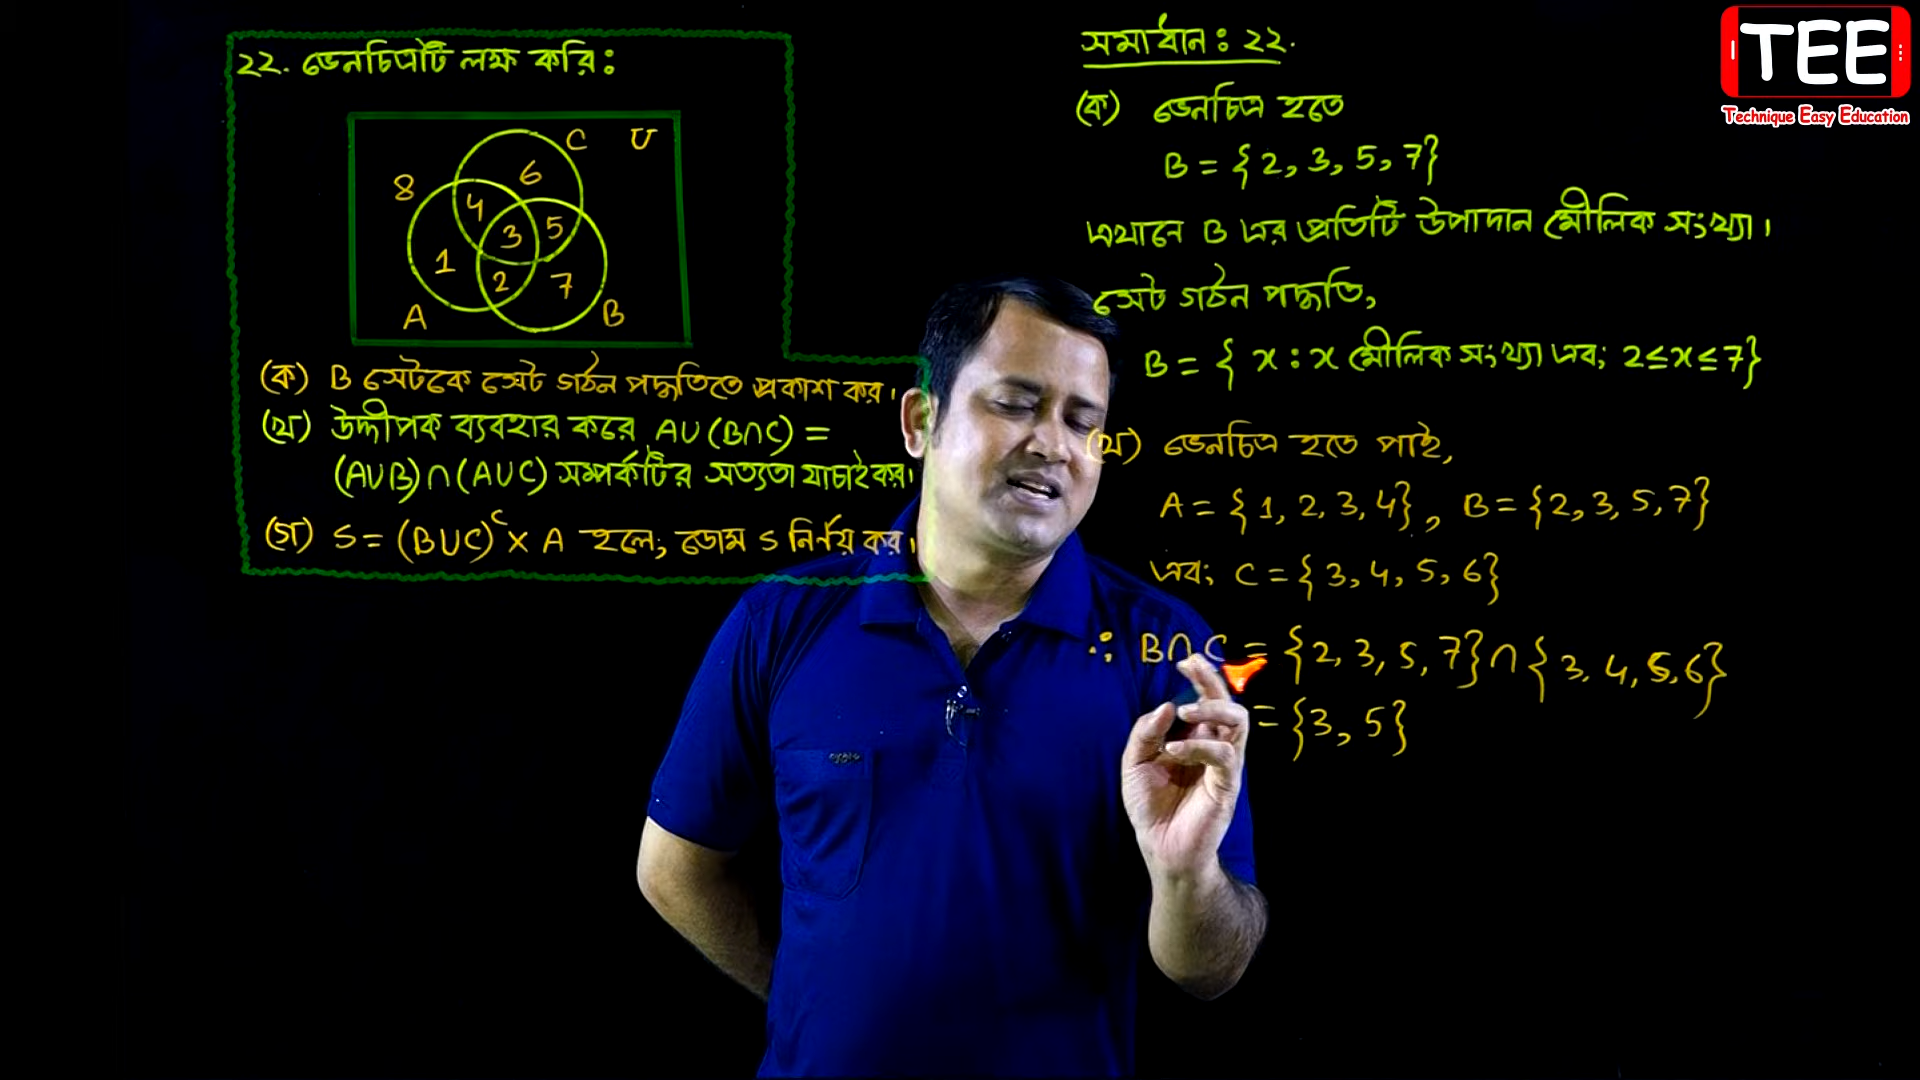 ২২. ভেনচিত্রটি লক্ষ করি :
C U
8 6
4
3 5
1 2 7
A B
(ক) B সেটকে সেট গঠন পদ্ধতিতে প্রকাশ কর।
(খ) উদ্দীপক ব্যবহার করে A∪(B∩C) =
(A∪B)∩(A∪C) সম্পর্কটির সত্যতা যাচাই কর।
(গ) S = (B∪C)ᶜ × A হলে, ডোম S নির্ণয় কর।
সমাধান : ২২.
(ক) ভেনচিত্র হতে
B = {2, 3, 5, 7}
এখানে B এর প্রতিটি উপাদান মৌলিক সংখ্যা।
সেট গঠন পদ্ধতি,
B = { x : x মৌলিক সংখ্যা এবং 2≤x≤7}
(খ) ভেনচিত্র হতে পাই,
A = {1, 2, 3, 4}, B = {2, 3, 5, 7}
এবং C = {3, 4, 5, 6}
∴ B∩C = {2, 3, 5, 7} ∩ {3, 4, 5, 6}
= {3, 5}
TEE
Technique Easy Education